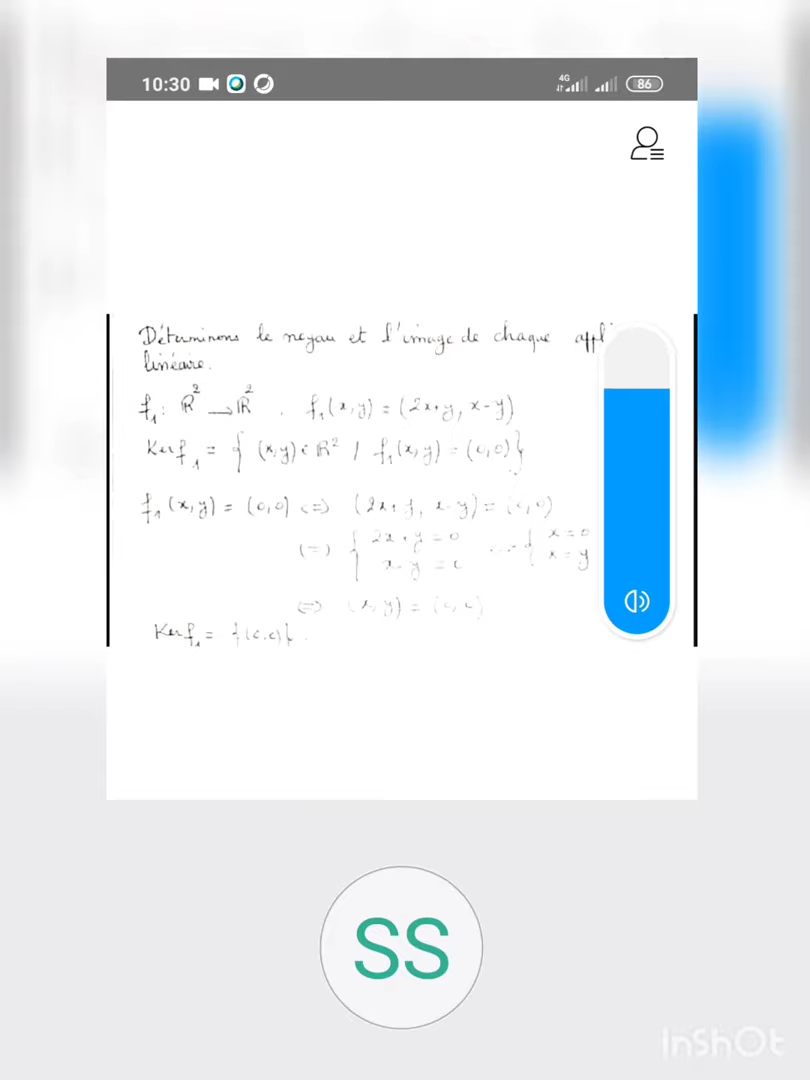 10:30 4G 86
Déterminons le noyau et l'image de chaque appli
linéaire.
f₁ : ℝ² → ℝ² . f₁(x,y) = (2x+y, x-y)
Ker f₁ = { (x,y) ∈ ℝ² / f₁(x,y) = (0,0) }
f₁(x,y) = (0,0) <=> (2x+y, x-y) = (0,0)
(=) { 2x+y=0 { x=0
x-y=0 x=y
<=> (x,y) = (0,0)
Ker f₁ = {(0,0)}.
SS
InShOt